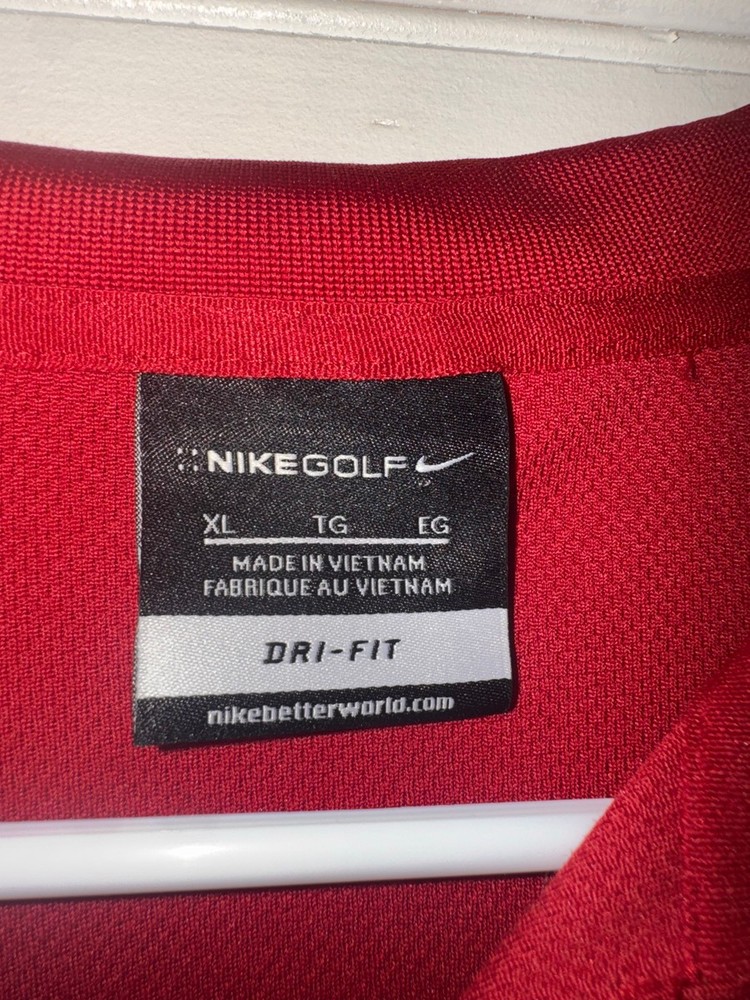 NIKEGOLF
XL TG EG
MADE IN VIETNAM
FABRIQUE AU VIETNAM
DRI-FIT
nikebetterworld.com